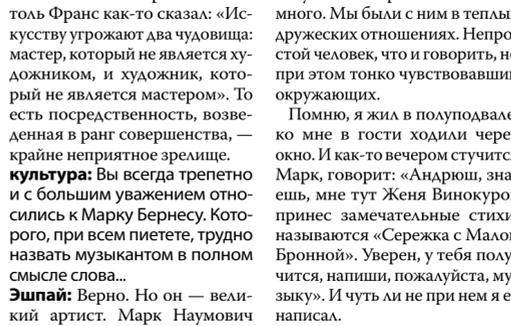 толь Франс как-то сказал: «Ис-
кусству угрожают два чудовища:
мастер, который не является ху-
дожником, и художник, кото-
рый не является мастером». То
есть посредственность, возве-
денная в ранг совершенства, —
крайне неприятное зрелище.
культура: Вы всегда трепетно
и с большим уважением отно-
сились к Марку Бернесу. Кото-
рого, при всем пиетете, трудно
назвать музыкантом в полном
смысле слова...
Эшпай: Верно. Но он — вели-
кий артист. Марк Наумович
много. Мы были с ним в теплы
дружеских отношениях. Непро
стой человек, что и говорить, н
при этом тонко чувствовавши
окружающих.
Помню, я жил в полуподвале
ко мне в гости ходили чере
окно. И как-то вечером стучитс
Марк, говорит: «Андрюш, зна
ешь, мне тут Женя Винокуро
принес замечательные стихи
называются «Сережка с Мало
Бронной». Уверен, у тебя полу
чится, напиши, пожалуйста, му
зыку». И чуть ли не при нем я е
написал.